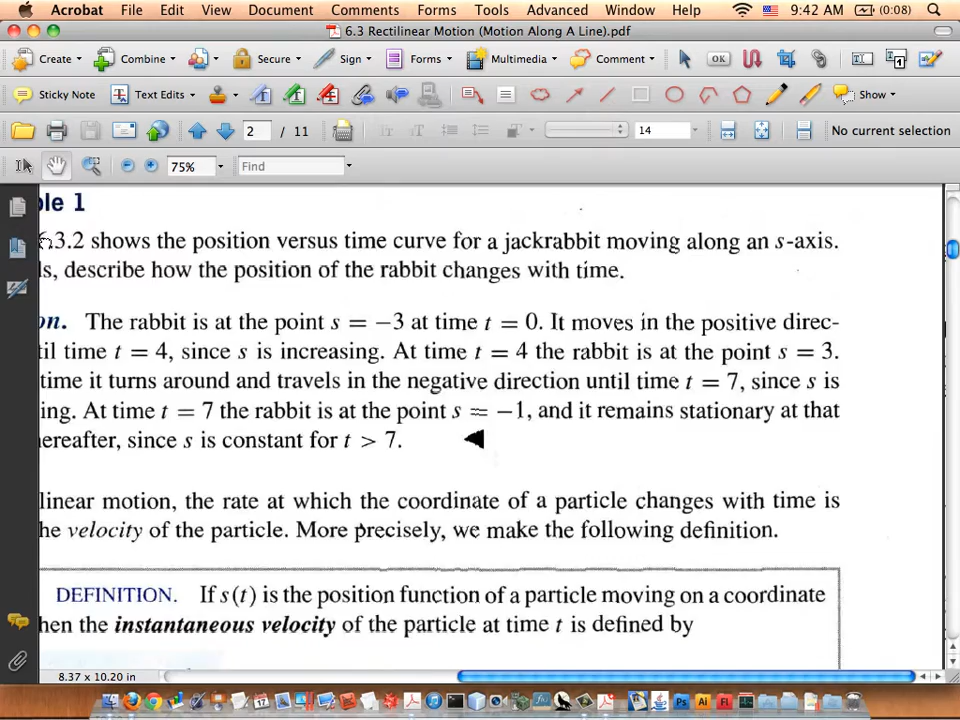 Acrobat File Edit View Document Comments Forms Tools Advanced Window Help 9:42 AM (0:08)
6.3 Rectilinear Motion (Motion Along A Line).pdf
Create Combine Secure Sign Forms Multimedia OK Comment
Sticky Note Text Edits Show
2 / 11 14 No current selection
75% Find
ble 1
6.3.2 shows the position versus time curve for a jackrabbit moving along an s-axis.
ls, describe how the position of the rabbit changes with time.
on. The rabbit is at the point s = −3 at time t = 0. It moves in the positive direc-
til time t = 4, since s is increasing. At time t = 4 the rabbit is at the point s = 3.
time it turns around and travels in the negative direction until time t = 7, since s is
ing. At time t = 7 the rabbit is at the point s = −1, and it remains stationary at that
hereafter, since s is constant for t > 7.
linear motion, the rate at which the coordinate of a particle changes with time is
he velocity of the particle. More precisely, we make the following definition.
DEFINITION. If s(t) is the position function of a particle moving on a coordinate
hen the instantaneous velocity of the particle at time t is defined by
8.37 x 10.20 in